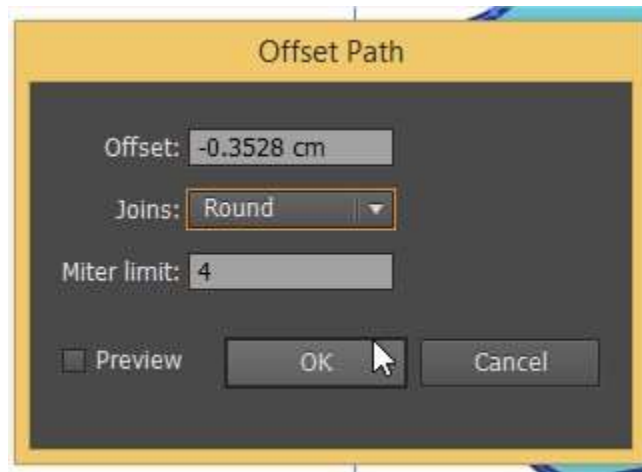 Offset Path
Offset: -0.3528 cm
Joins: Round
Miter limit: 4
Preview OK Cancel